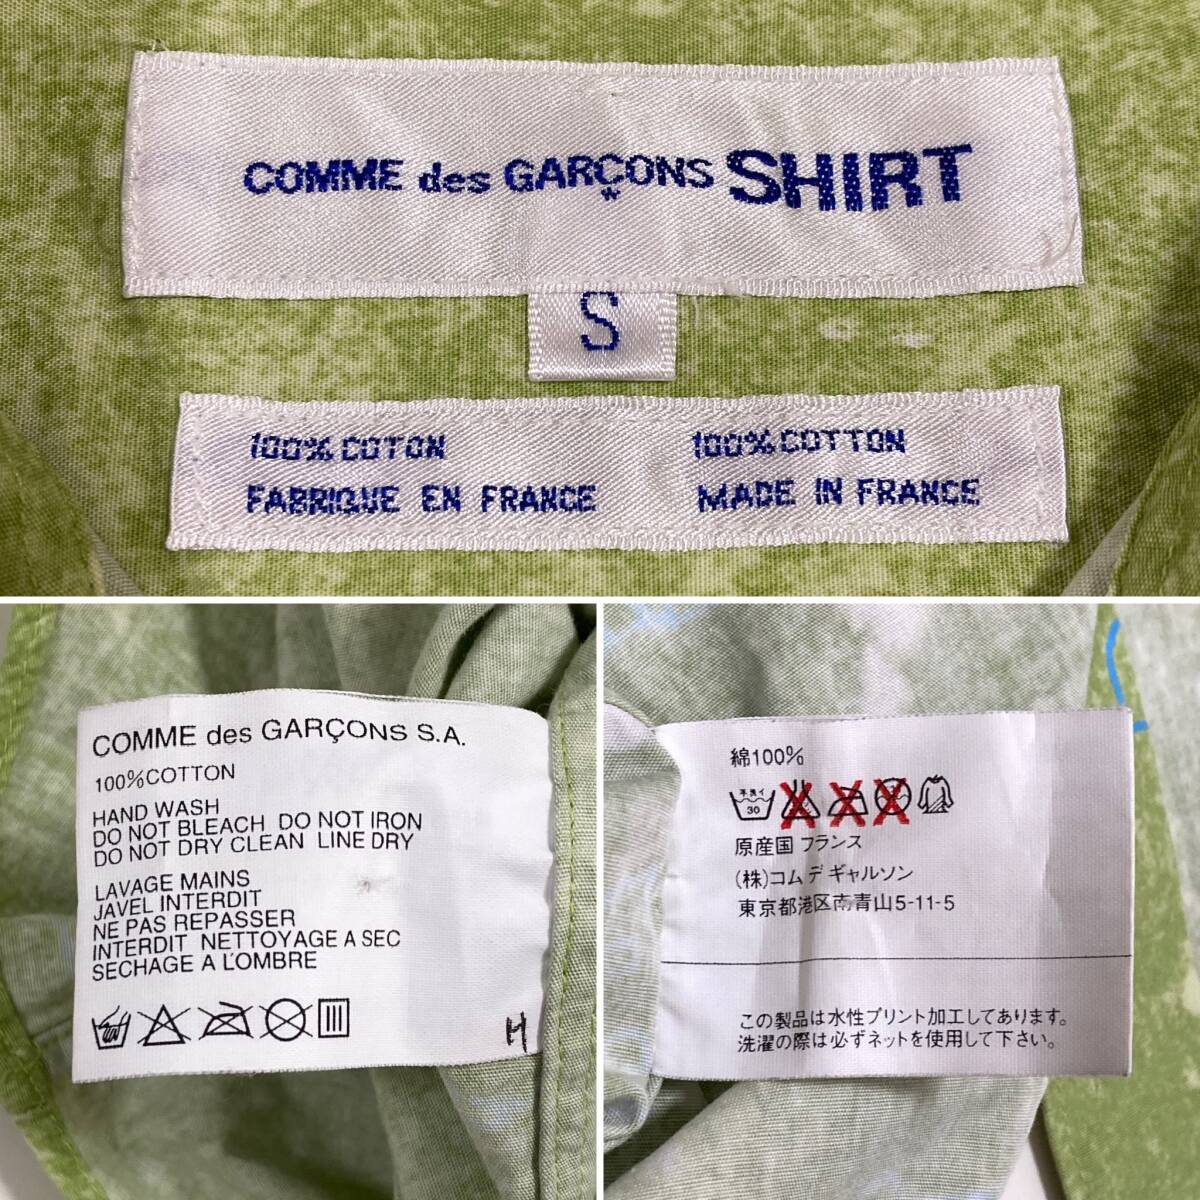 COMME des GARÇONS SHIRT
S
100% COTON
FABRIQUE EN FRANCE
100% COTTON
MADE IN FRANCE
COMME des GARÇONS S.A.
100%COTTON
HAND WASH
DO NOT BLEACH DO NOT IRON
DO NOT DRY CLEAN LINE DRY
LAVAGE MAINS
JAVEL INTERDIT
NE PAS REPASSER
INTERDIT NETTOYAGE A SEC
SECHAGE A L'OMBRE
H
綿100%
手洗イ
30
原産国 フランス
(株)コム デ ギャルソン
東京都港区南青山5-11-5
この製品は水性プリント加工してあります。
洗濯の際は必ずネットを使用して下さい。